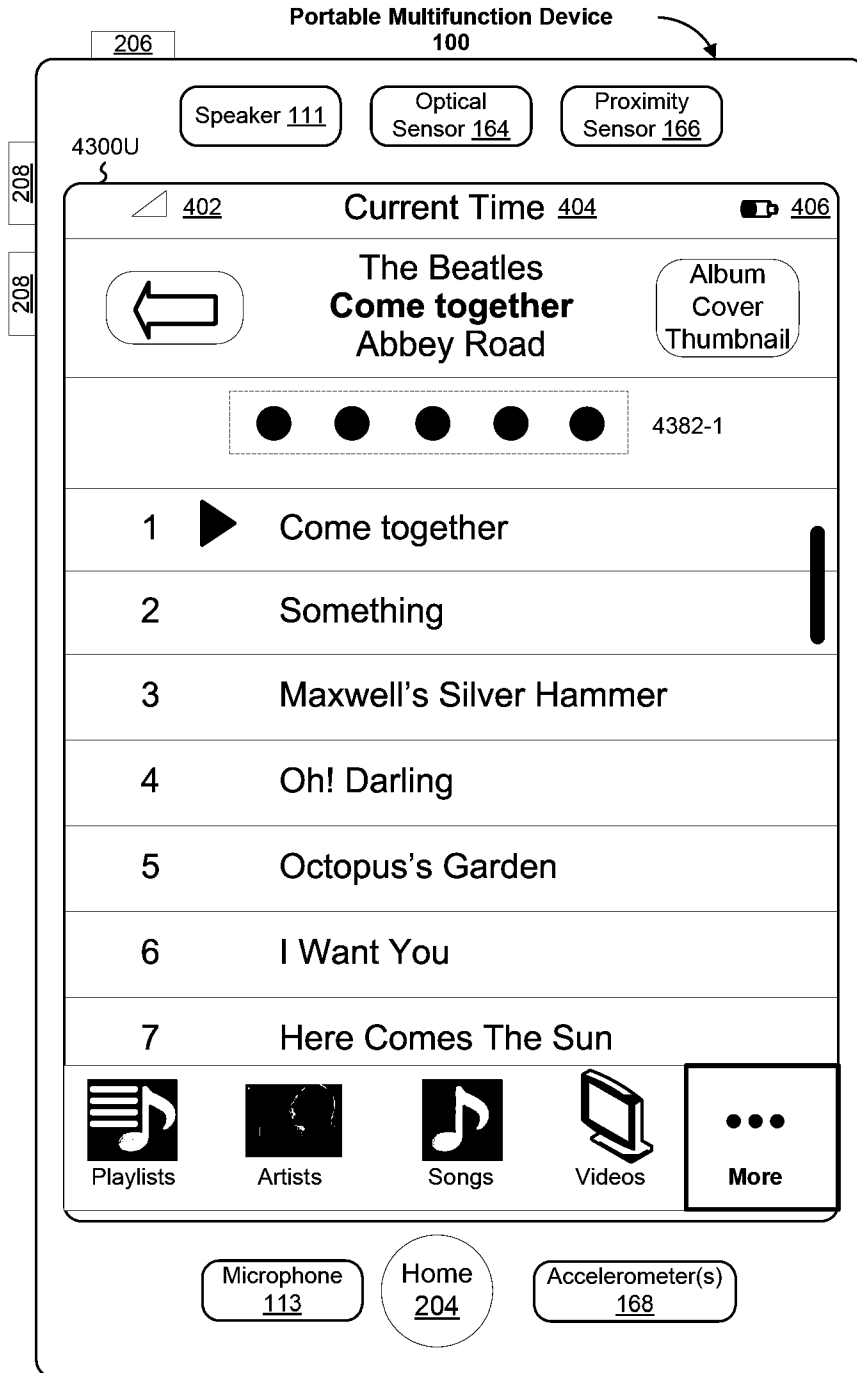 Portable Multifunction Device
100
206
Speaker 111
Optical
Sensor 164
Proximity
Sensor 166
4300U
208
208
402
Current Time 404
406
The Beatles
Come together
Abbey Road
Album
Cover
Thumbnail
4382-1
1 Come together
2 Something
3 Maxwell's Silver Hammer
4 Oh! Darling
5 Octopus's Garden
6 I Want You
7 Here Comes The Sun
Playlists
Artists
Songs
Videos
More
Microphone
113
Home
204
Accelerometer(s)
168